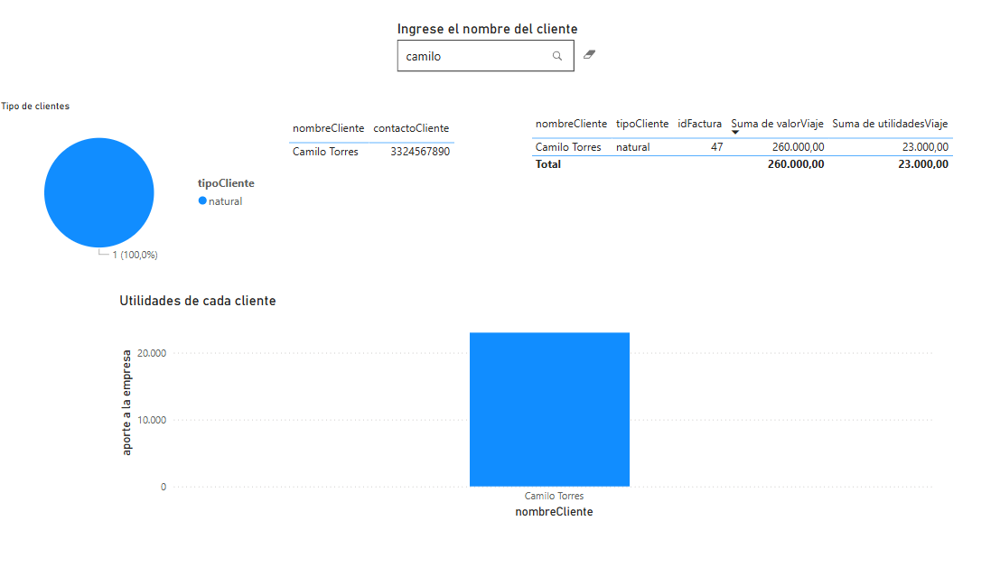 Ingrese el nombre del cliente
camilo
Tipo de clientes
tipoCliente
natural
1 (100,0%)
nombreCliente contactoCliente
Camilo Torres 3324567890
nombreCliente tipoCliente idFactura Suma de valorViaje Suma de utilidadesViaje
Camilo Torres natural 47 260.000,00 23.000,00
Total 260.000,00 23.000,00
Utilidades de cada cliente
aporte a la empresa
20.000
10.000
0
Camilo Torres
nombreCliente